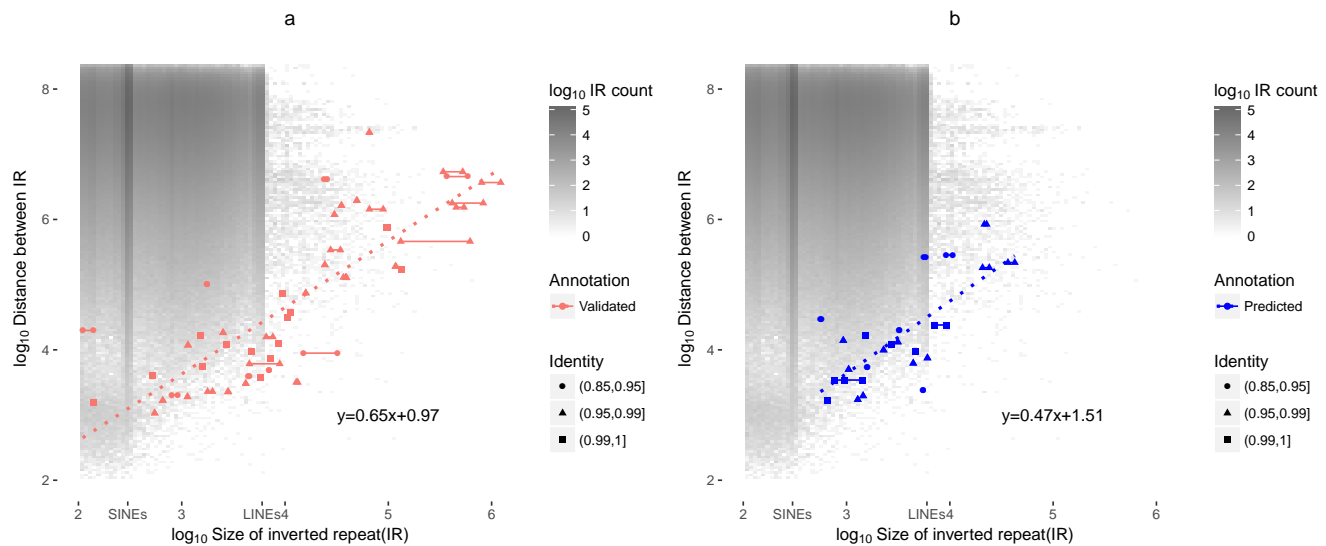 a
log10 Distance between IR
8
6
4
2
2 SINEs 3 LINEs4 5 6
log10 Size of inverted repeat(IR)
y=0.65x+0.97
log10 IR count
5
4
3
2
1
0
Annotation
Validated
Identity
(0.85,0.95]
(0.95,0.99]
(0.99,1]
b
log10 Distance between IR
8
6
4
2
2 SINEs 3 LINEs4 5 6
log10 Size of inverted repeat(IR)
y=0.47x+1.51
log10 IR count
5
4
3
2
1
0
Annotation
Predicted
Identity
(0.85,0.95]
(0.95,0.99]
(0.99,1]